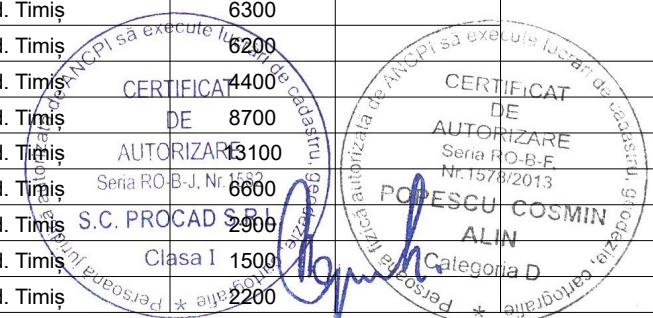 d. Timiș 6300
d. Timiș 6200
d. Timiș 4400
d. Timiș 8700
d. Timiș 13100
d. Timiș 6600
d. Timiș 2900
d. Timiș 1500
d. Timiș 2200
Persoana juridică autorizată de ANCPI să execute lucrări de cadastru, geodezie, cartografie *
CERTIFICAT
DE
AUTORIZARE
Seria RO-B-J, Nr. 1582
S.C. PROCAD S.R.L
Clasa I
Persoană fizică autorizată de ANCPI să execute lucrări de cadastru, geodezie, cartografie *
CERTIFICAT
DE
AUTORIZARE
Seria RO-B-F,
Nr.1578/2013
POPESCU COSMIN
ALIN
Categoria D